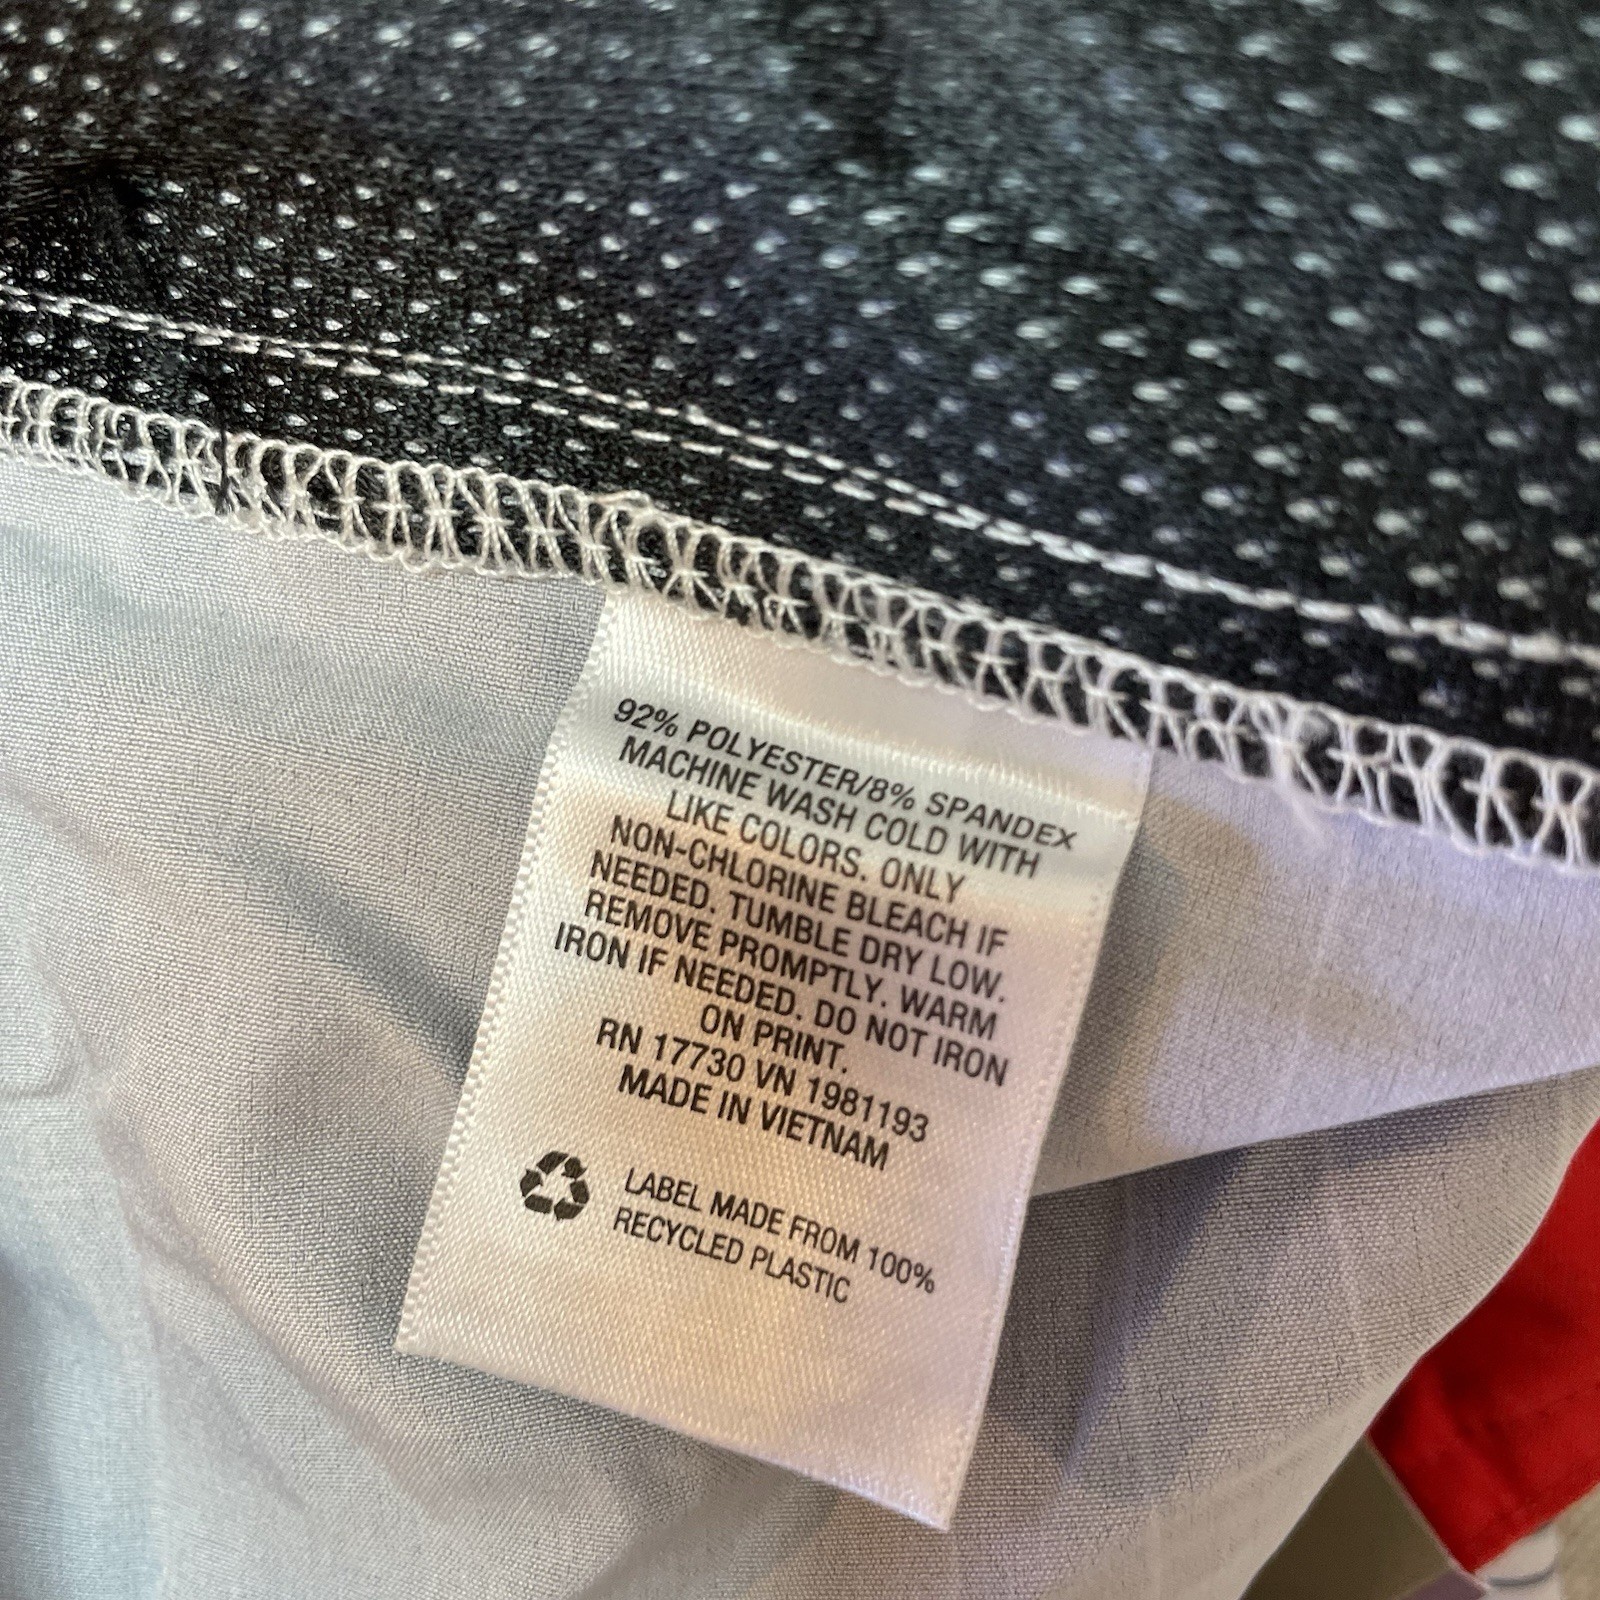 92% POLYESTER/8% SPANDEX
MACHINE WASH COLD WITH
LIKE COLORS. ONLY
NON-CHLORINE BLEACH IF
NEEDED. TUMBLE DRY LOW.
REMOVE PROMPTLY. WARM
IRON IF NEEDED. DO NOT IRON
ON PRINT.
RN 17730 VN 1981193
MADE IN VIETNAM
LABEL MADE FROM 100%
RECYCLED PLASTIC